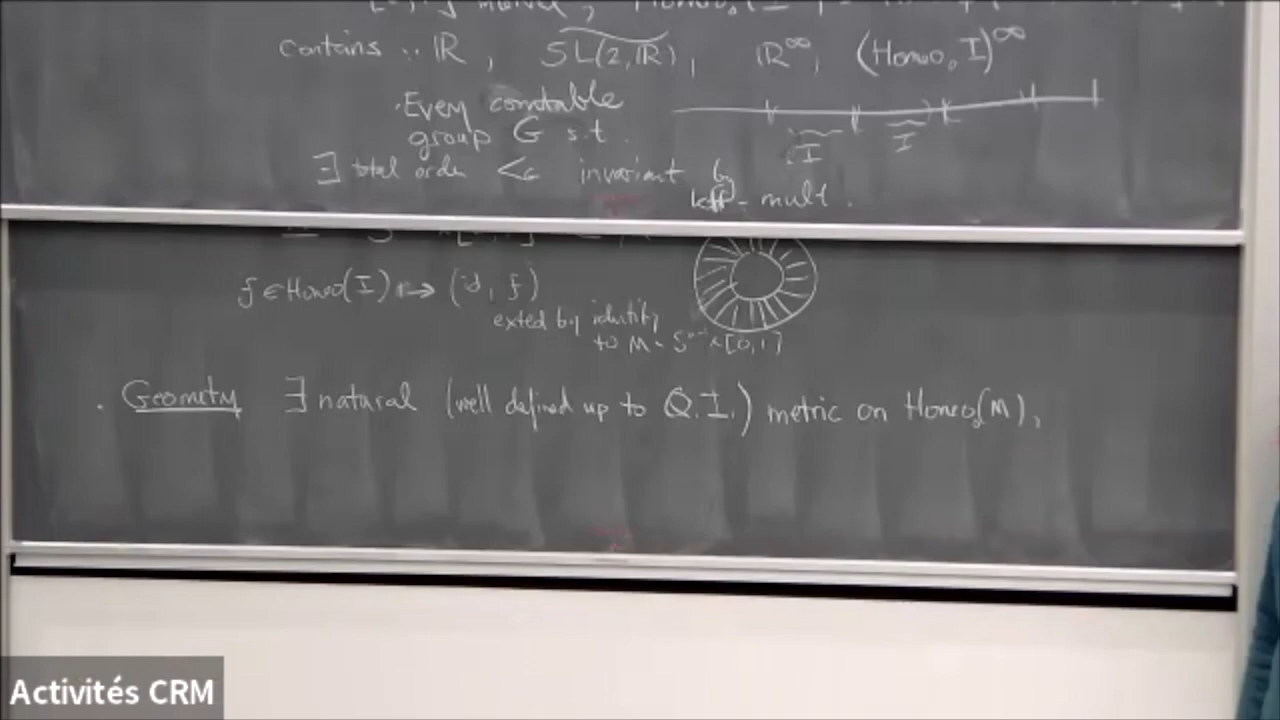 contains : ℝ, S̃L(2,ℝ), ℝ^∞, (Homeo₀ I)^∞
· Every countable
group G s.t.
∃ total order <_G invariant by
left-mult.
I
I
f ∈ Homeo(I) ↦ (id, f)
exted by identity
to M - S^{n-1} × [0,1]
· Geometry ∃ natural (well defined up to Q.I.) metric on Homeo₀(M),
Activités CRM